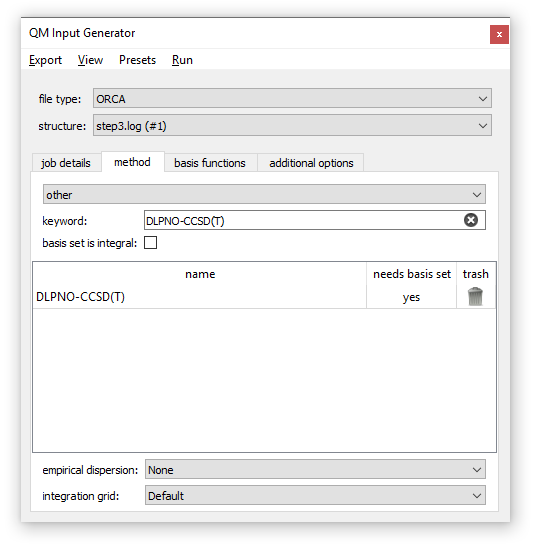 QM Input Generator
x
Export View Presets Run
file type: ORCA
structure: step3.log (#1)
job details method basis functions additional options
other
keyword: DLPNO-CCSD(T)
basis set is integral:
name needs basis set trash
DLPNO-CCSD(T) yes
empirical dispersion: None
integration grid: Default